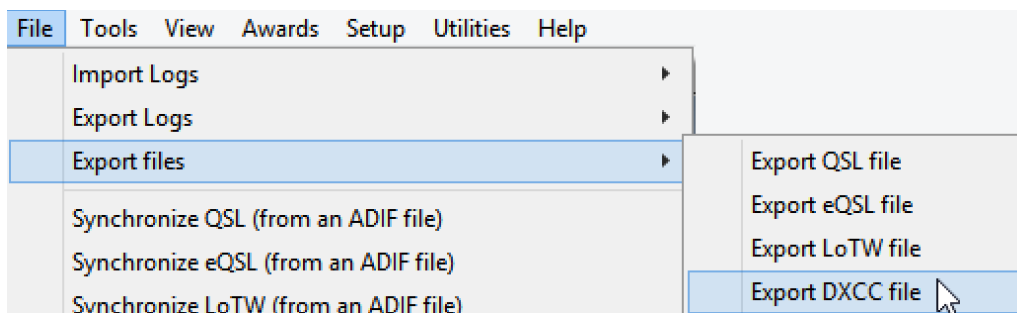 File Tools View Awards Setup Utilities Help
Import Logs
Export Logs
Export files
Synchronize QSL (from an ADIF file)
Synchronize eQSL (from an ADIF file)
Synchronize LoTW (from an ADIF file)
Export QSL file
Export eQSL file
Export LoTW file
Export DXCC file